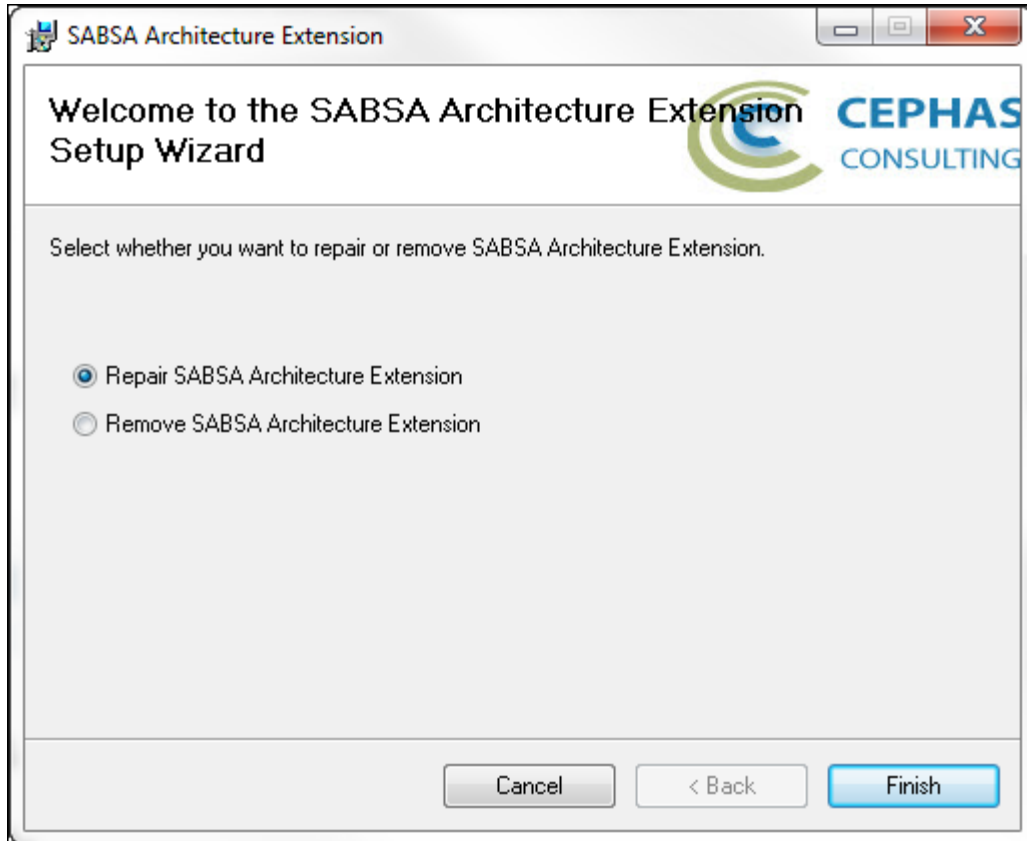 SABSA Architecture Extension
Welcome to the SABSA Architecture Extension
Setup Wizard
CEPHAS
CONSULTING
Select whether you want to repair or remove SABSA Architecture Extension.
Repair SABSA Architecture Extension
Remove SABSA Architecture Extension
Cancel
< Back
Finish